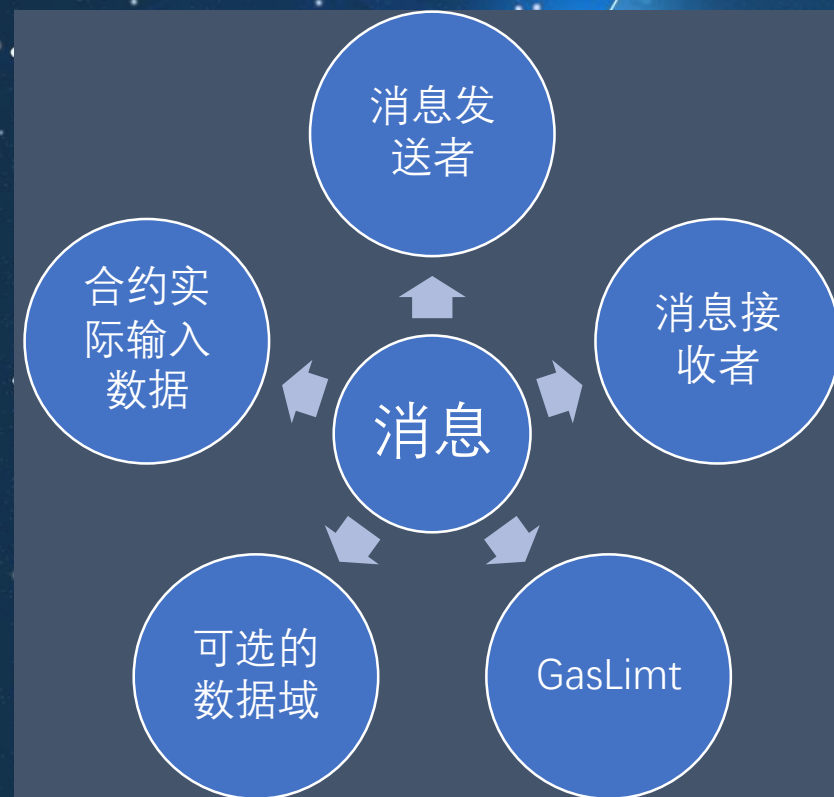 消息发
送者
合约实
际输入
数据
消息接
收者
消息
可选的
数据域
GasLimt